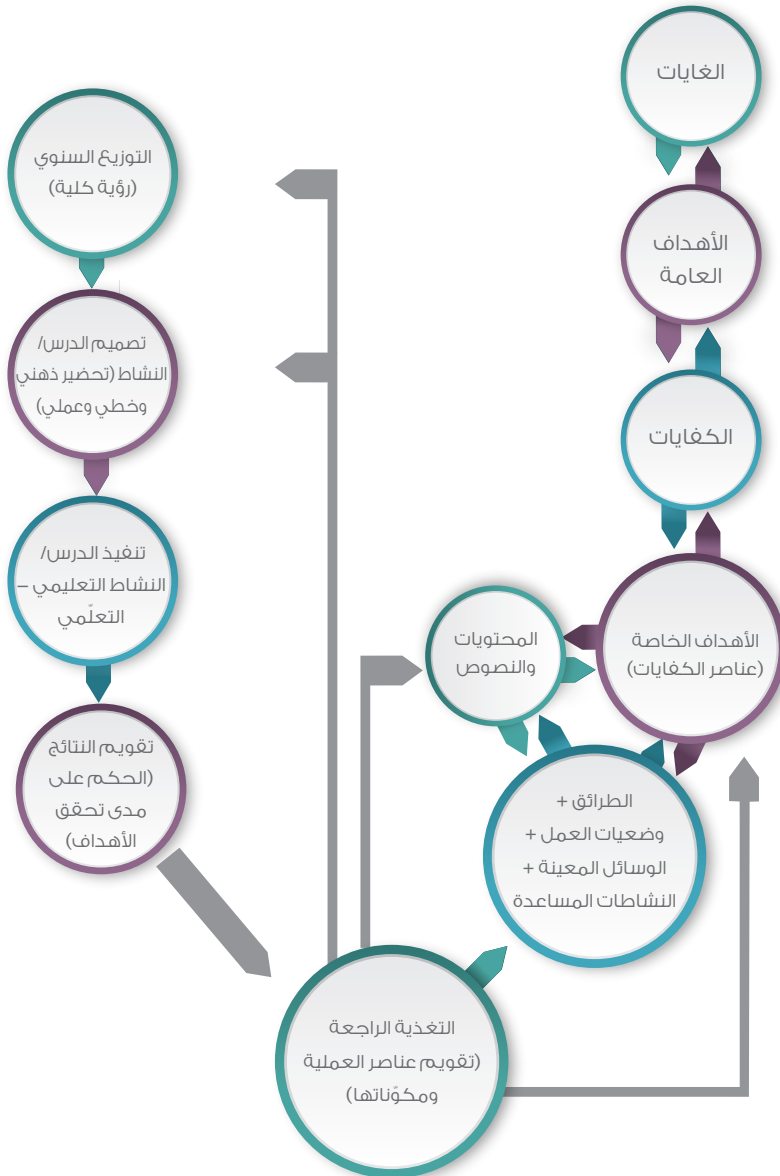 الغايات
الأهداف
العامة
الكفايات
الأهداف الخاصة
(عناصر الكفايات)
المحتويات
والنصوص
الطرائق +
وضعيات العمل +
الوسائل المعينة +
النشاطات المساعدة
التوزيع السنوي
(رؤية كلية)
تصميم الدرس/
النشاط (تحضير ذهني
وخطي وعملي)
تنفيذ الدرس/
النشاط التعليمي –
التعلّمي
تقويم النتائج
(الحكم على
مدى تحقق
الأهداف)
التغذية الراجعة
(تقويم عناصر العملية
ومكوّناتها)